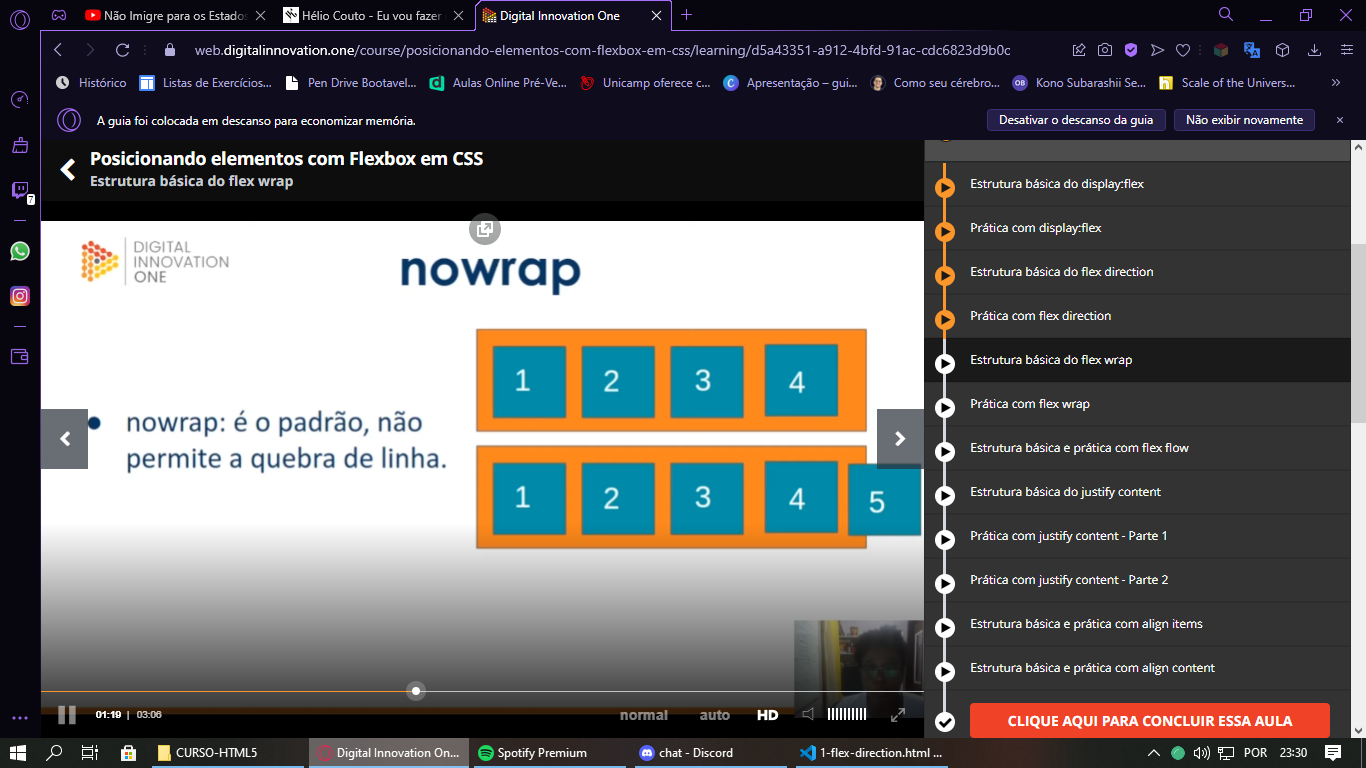 Não Imigre para os Estados
Hélio Couto - Eu vou fazer
Digital Innovation One
web.digitalinnovation.one/course/posicionando-elementos-com-flexbox-em-css/learning/d5a43351-a912-4bfd-91ac-cdc6823d9b0c
Histórico
Listas de Exercícios...
Pen Drive Bootavel...
Aulas Online Pré-Ve...
Unicamp oferece c...
Apresentação – gui...
Como seu cérebro...
OB
Kono Subarashii Se...
Scale of the Univers...
A guia foi colocada em descanso para economizar memória.
Desativar o descanso da guia
Não exibir novamente
7
Posicionando elementos com Flexbox em CSS
Estrutura básica do flex wrap
DIGITAL
INNOVATION
ONE
nowrap
nowrap: é o padrão, não
permite a quebra de linha.
1 2 3 4
1 2 3 4 5
01:19 | 03:06
normal
auto
HD
Estrutura básica do display:flex
Prática com display:flex
Estrutura básica do flex direction
Prática com flex direction
Estrutura básica do flex wrap
Prática com flex wrap
Estrutura básica e prática com flex flow
Estrutura básica do justify content
Prática com justify content - Parte 1
Prática com justify content - Parte 2
Estrutura básica e prática com align items
Estrutura básica e prática com align content
CLIQUE AQUI PARA CONCLUIR ESSA AULA
CURSO-HTML5
Digital Innovation On...
Spotify Premium
chat - Discord
1-flex-direction.html ...
POR
23:30